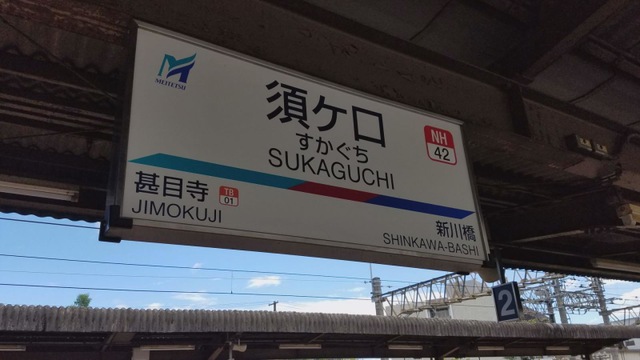 MEITETSU
須ケ口
すかぐち
SUKAGUCHI
NH
42
甚目寺
TB
01
JIMOKUJI
新川橋
SHINKAWA-BASHI
2